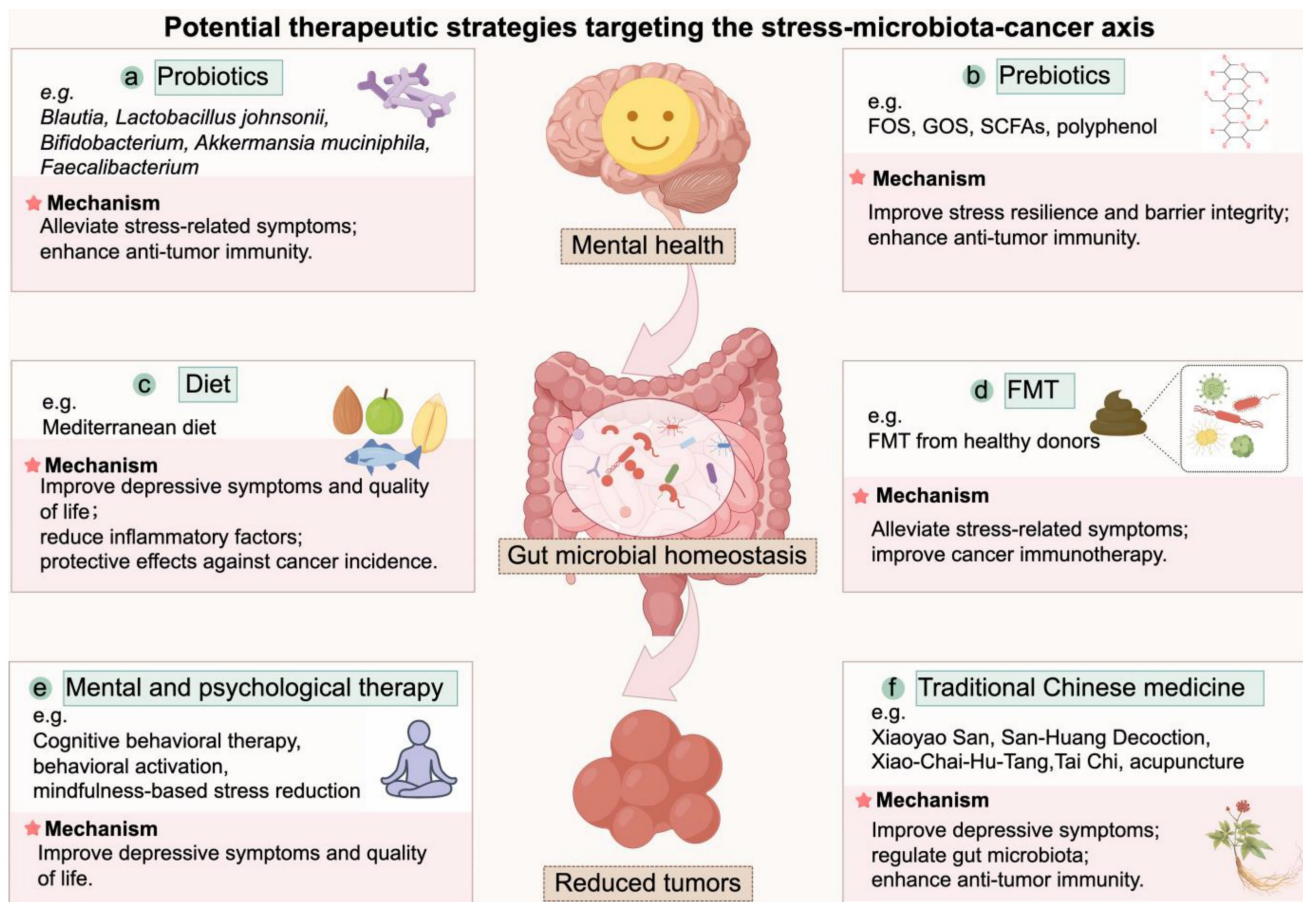 Potential therapeutic strategies targeting the stress-microbiota-cancer axis
a Probiotics
e.g.
Blautia, Lactobacillus johnsonii,
Bifidobacterium, Akkermansia muciniphila,
Faecalibacterium
Mechanism
Alleviate stress-related symptoms;
enhance anti-tumor immunity.
Mental health
b Prebiotics
e.g.
FOS, GOS, SCFAs, polyphenol
Mechanism
Improve stress resilience and barrier integrity;
enhance anti-tumor immunity.
c Diet
e.g.
Mediterranean diet
Mechanism
Improve depressive symptoms and quality
of life;
reduce inflammatory factors;
protective effects against cancer incidence.
Gut microbial homeostasis
d FMT
e.g.
FMT from healthy donors
Mechanism
Alleviate stress-related symptoms;
improve cancer immunotherapy.
e Mental and psychological therapy
e.g.
Cognitive behavioral therapy,
behavioral activation,
mindfulness-based stress reduction
Mechanism
Improve depressive symptoms and quality
of life.
Reduced tumors
f Traditional Chinese medicine
e.g.
Xiaoyao San, San-Huang Decoction,
Xiao-Chai-Hu-Tang,Tai Chi, acupuncture
Mechanism
Improve depressive symptoms;
regulate gut microbiota;
enhance anti-tumor immunity.